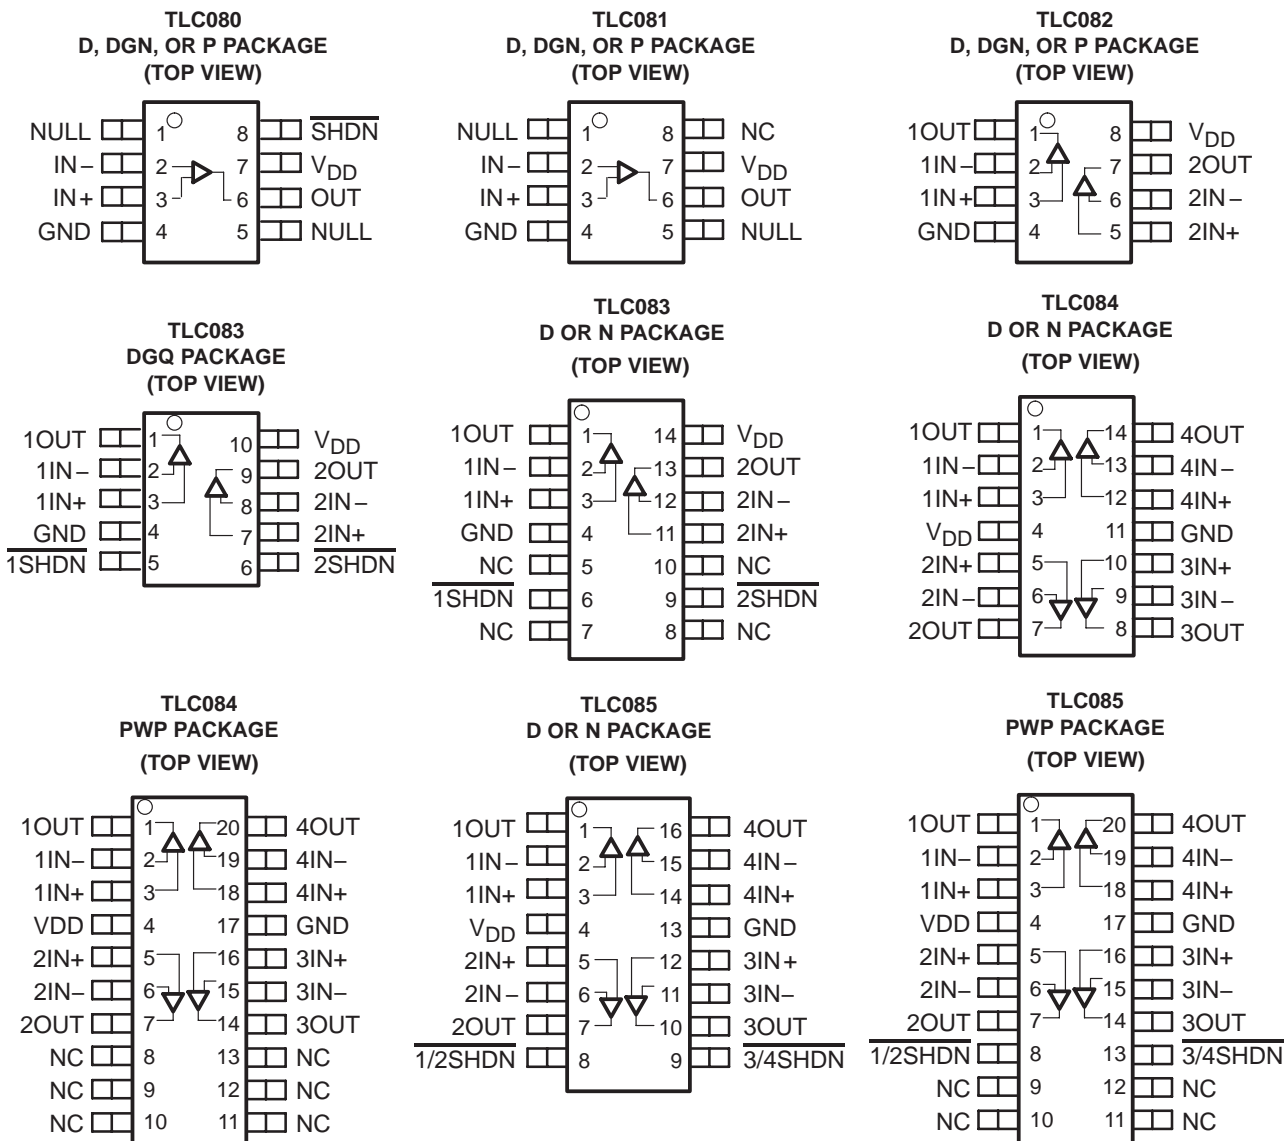 TLC080
D, DGN, OR P PACKAGE
(TOP VIEW)
NULL 1 8 SHDN
IN− 2 7 VDD
IN+ 3 6 OUT
GND 4 5 NULL
TLC081
D, DGN, OR P PACKAGE
(TOP VIEW)
NULL 1 8 NC
IN− 2 7 VDD
IN+ 3 6 OUT
GND 4 5 NULL
TLC082
D, DGN, OR P PACKAGE
(TOP VIEW)
1OUT 1 8 VDD
1IN− 2 7 2OUT
1IN+ 3 6 2IN−
GND 4 5 2IN+
TLC083
DGQ PACKAGE
(TOP VIEW)
1OUT 1 10 VDD
1IN− 2 9 2OUT
1IN+ 3 8 2IN−
GND 4 7 2IN+
1SHDN 5 6 2SHDN
TLC083
D OR N PACKAGE
(TOP VIEW)
1OUT 1 14 VDD
1IN− 2 13 2OUT
1IN+ 3 12 2IN−
GND 4 11 2IN+
NC 5 10 NC
1SHDN 6 9 2SHDN
NC 7 8 NC
TLC084
D OR N PACKAGE
(TOP VIEW)
1OUT 1 14 4OUT
1IN− 2 13 4IN−
1IN+ 3 12 4IN+
VDD 4 11 GND
2IN+ 5 10 3IN+
2IN− 6 9 3IN−
2OUT 7 8 3OUT
TLC084
PWP PACKAGE
(TOP VIEW)
1OUT 1 20 4OUT
1IN− 2 19 4IN−
1IN+ 3 18 4IN+
VDD 4 17 GND
2IN+ 5 16 3IN+
2IN− 6 15 3IN−
2OUT 7 14 3OUT
NC 8 13 NC
NC 9 12 NC
NC 10 11 NC
TLC085
D OR N PACKAGE
(TOP VIEW)
1OUT 1 16 4OUT
1IN− 2 15 4IN−
1IN+ 3 14 4IN+
VDD 4 13 GND
2IN+ 5 12 3IN+
2IN− 6 11 3IN−
2OUT 7 10 3OUT
1/2SHDN 8 9 3/4SHDN
TLC085
PWP PACKAGE
(TOP VIEW)
1OUT 1 20 4OUT
1IN− 2 19 4IN−
1IN+ 3 18 4IN+
VDD 4 17 GND
2IN+ 5 16 3IN+
2IN− 6 15 3IN−
2OUT 7 14 3OUT
1/2SHDN 8 13 3/4SHDN
NC 9 12 NC
NC 10 11 NC